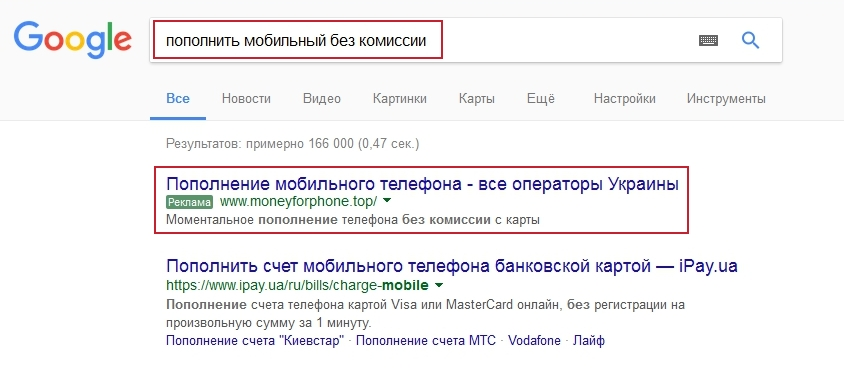 Google
пополнить мобильный без комиссии
Все Новости Видео Картинки Карты Ещё Настройки Инструменты
Результатов: примерно 166 000 (0,47 сек.)
Пополнение мобильного телефона - все операторы Украины
Реклама www.moneyforphone.top/
Моментальное пополнение телефона без комиссии с карты
Пополнить счет мобильного телефона банковской картой — iPay.ua
https://www.ipay.ua/ru/bills/charge-mobile
Пополнение счета телефона картой Visa или MasterCard онлайн, без регистрации на
произвольную сумму за 1 минуту.
Пополнения счета "Киевстар" · Пополнение счета МТС · Vodafone · Лайф